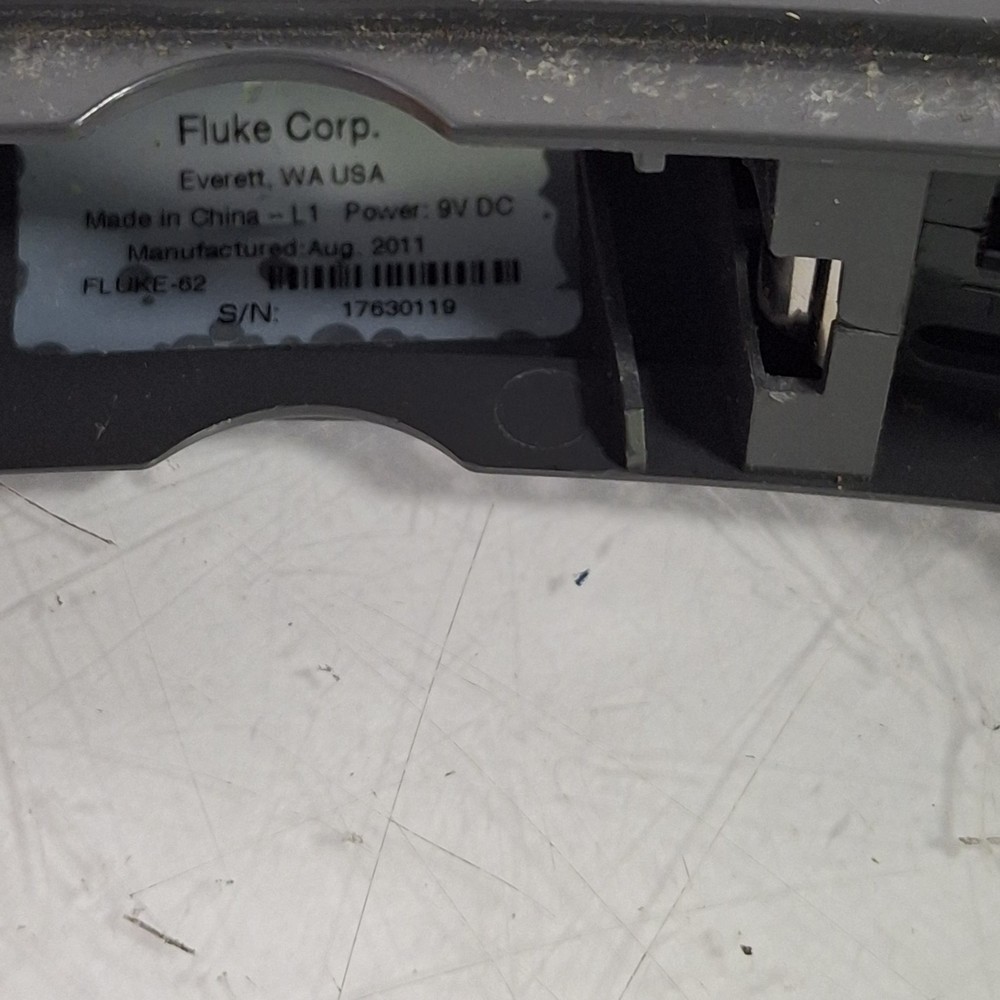 Fluke Corp.
Everett, WA USA
Made in China - L1 Power: 9V DC
Manufactured:Aug. 2011
FLUKE-62
S/N: 17630119